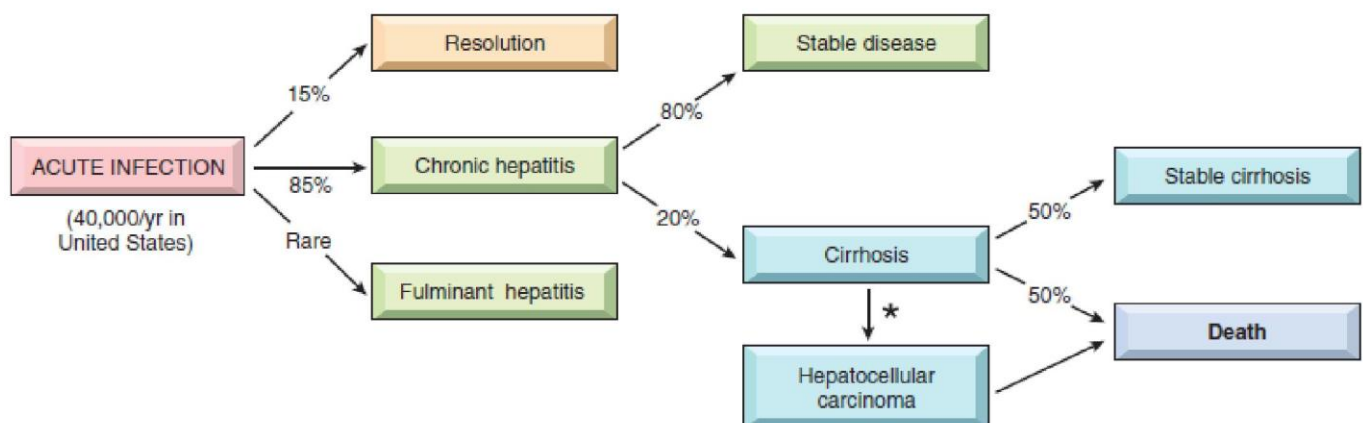 Resolution
Stable disease
15%
80%
ACUTE INFECTION
Chronic hepatitis
Stable cirrhosis
85%
(40,000/yr in
United States)
20%
50%
Rare
Cirrhosis
Fulminant hepatitis
50%
*
Death
Hepatocellular
carcinoma